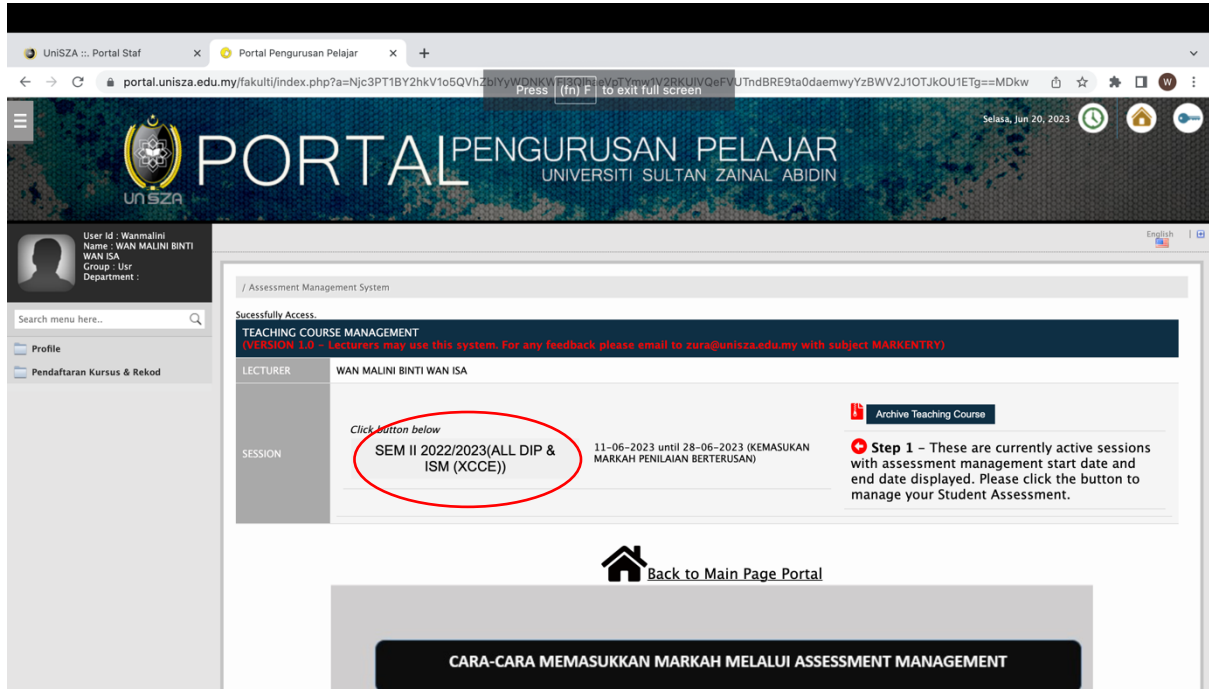 UniSZA ::. Portal Staf
Portal Pengurusan Pelajar
portal.unisza.edu.my/fakulti/index.php?a=Njc3PT1BY2hkV1o5QVh
Press (fn) F to exit full screen
W
Selasa, Jun 20, 2023
UniSZA
PORTAL PENGURUSAN PELAJAR
UNIVERSITI SULTAN ZAINAL ABIDIN
User Id : Wanmalini
Name : WAN MALINI BINTI
WAN ISA
Group : Usr
Department :
English |
/ Assessment Management System
Search menu here..
Profile
Pendaftaran Kursus & Rekod
Sucessfully Access.
TEACHING COURSE MANAGEMENT
(VERSION 1.0 – Lecturers may use this system. For any feedback please email to zura@unisza.edu.my with subject MARKENTRY)
LECTURER
WAN MALINI BINTI WAN ISA
SESSION
Click button below
SEM II 2022/2023(ALL DIP &
ISM (XCCE))
11-06-2023 until 28-06-2023 (KEMASUKAN
MARKAH PENILAIAN BERTERUSAN)
Archive Teaching Course
Step 1 – These are currently active sessions
with assessment management start date and
end date displayed. Please click the button to
manage your Student Assessment.
Back to Main Page Portal
CARA-CARA MEMASUKKAN MARKAH MELALUI ASSESSMENT MANAGEMENT